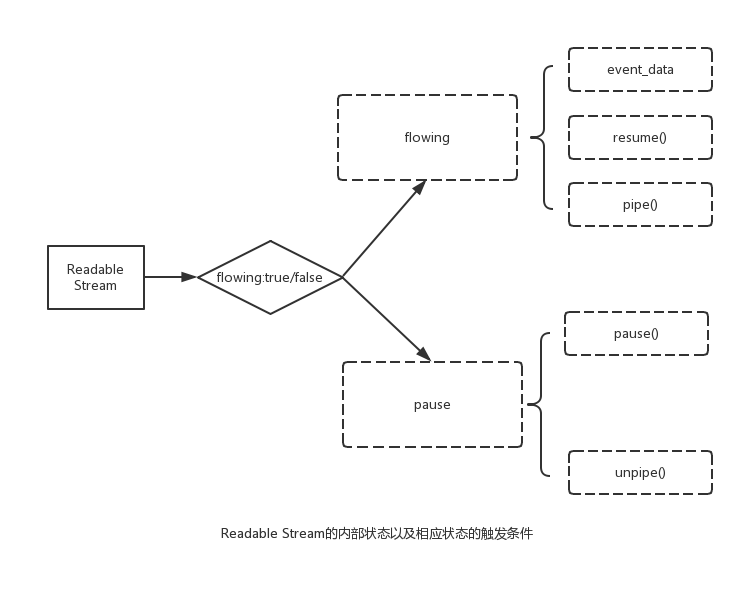 Readable
Stream
flowing:true/false
flowing
event_data
resume()
pipe()
pause
pause()
unpipe()
Readable Stream的内部状态以及相应状态的触发条件